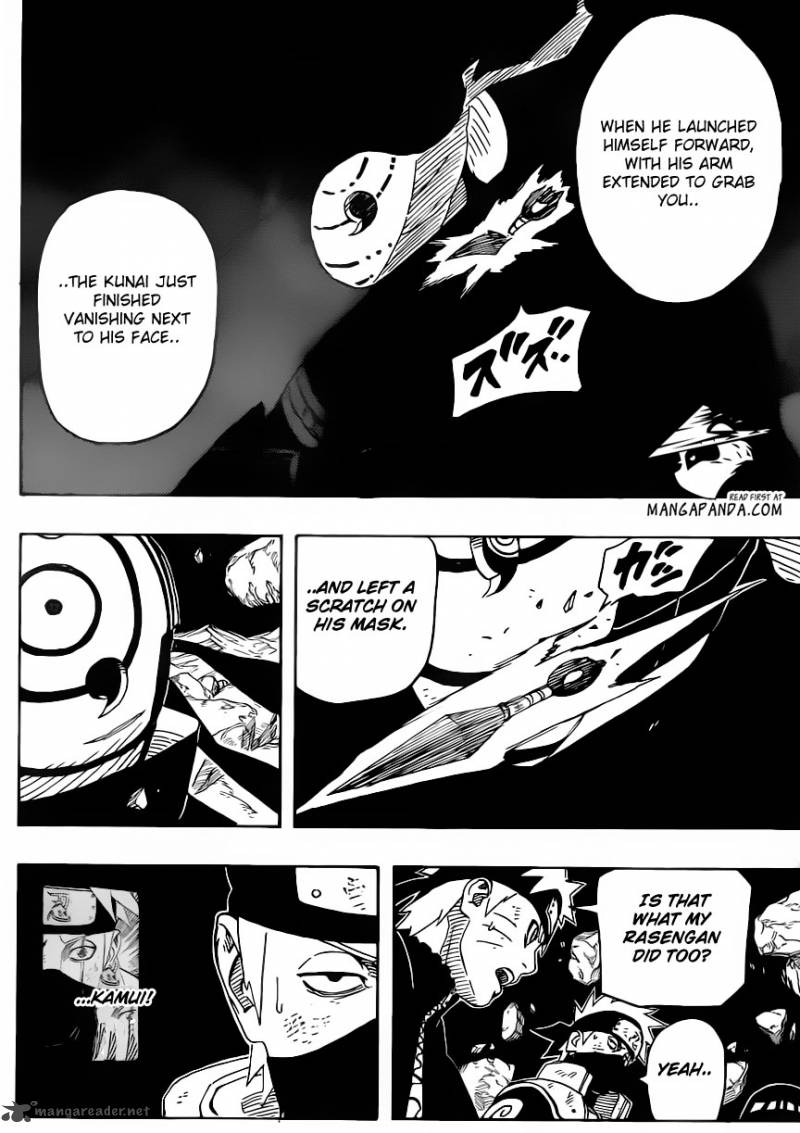 WHEN HE LAUNCHED
HIMSELF FORWARD,
WITH HIS ARM
EXTENDED TO GRAB
YOU..
..THE KUNAI JUST
FINISHED
VANISHING NEXT
TO HIS FACE..
ズズ..
READ FIRST AT
MANGAPANDA.COM
ガッ
..AND LEFT A
SCRATCH ON
HIS MASK.
IS THAT
WHAT MY
RASENGAN
DID TOO?
YEAH..
...KAMUI!
mangareader.net